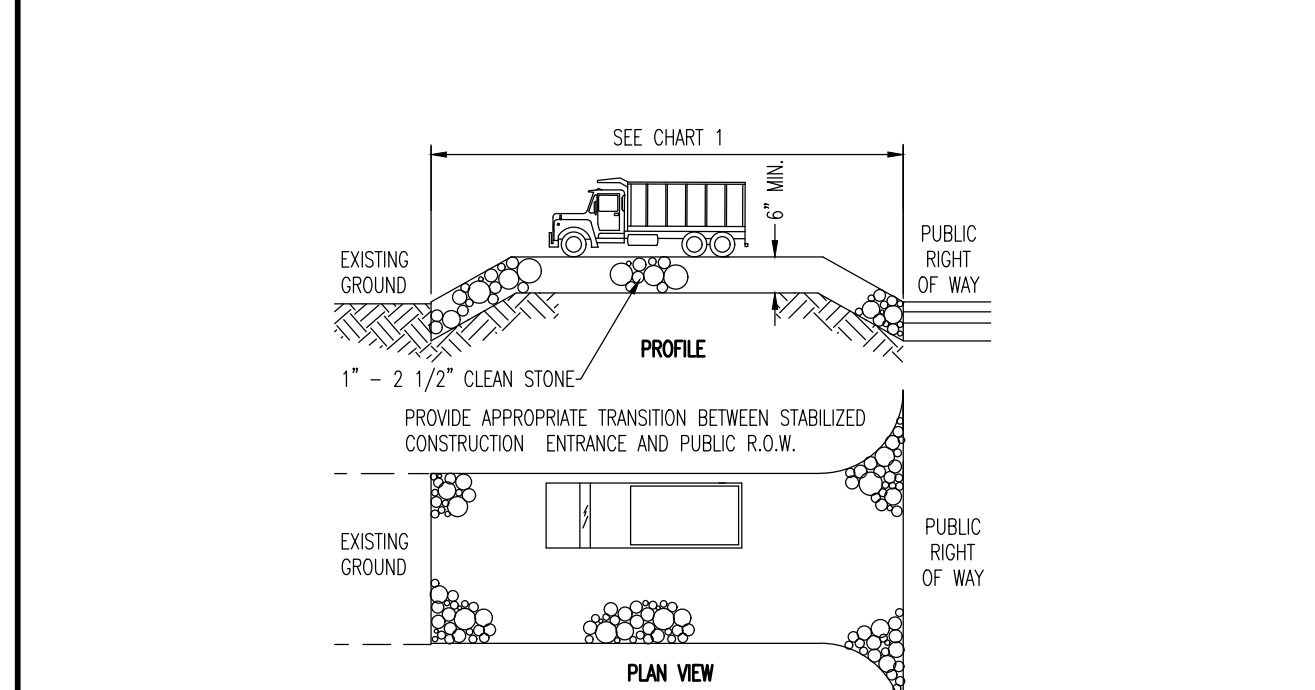 SEE CHART 1
6" MIN.
EXISTING
GROUND
PUBLIC
RIGHT
OF WAY
PROFILE
1" – 2 1/2" CLEAN STONE
PROVIDE APPROPRIATE TRANSITION BETWEEN STABILIZED
CONSTRUCTION ENTRANCE AND PUBLIC R.O.W.
EXISTING
GROUND
PUBLIC
RIGHT
OF WAY
PLAN VIEW